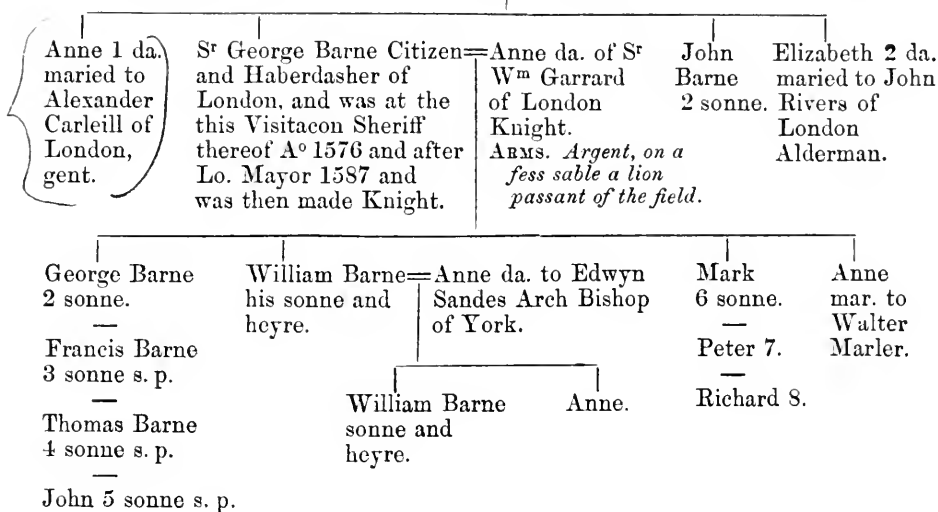 Anne 1 da.
maried to
Alexander
Carleill of
London,
gent.
Sʳ George Barne Citizen=
and Haberdasher of
London, and was at the
this Visitacon Sheriff
thereof Aᵒ 1576 and after
Lo. Mayor 1587 and
was then made Knight.
Anne da. of Sʳ
Wᵐ Garrard
of London
Knight.
ARMS. Argent, on a
fess sable a lion
passant of the field.
John
Barne
2 sonne.
Elizabeth 2 da.
maried to John
Rivers of
London
Alderman.
George Barne
2 sonne.
—
Francis Barne
3 sonne s. p.
—
Thomas Barne
4 sonne s. p.
—
John 5 sonne s. p.
William Barne=
his sonne and
heyre.
Anne da. to Edwyn
Sandes Arch Bishop
of York.
William Barne
sonne and
heyre.
Anne.
Mark
6 sonne.
—
Peter 7.
—
Richard 8.
Anne
mar. to
Walter
Marler.